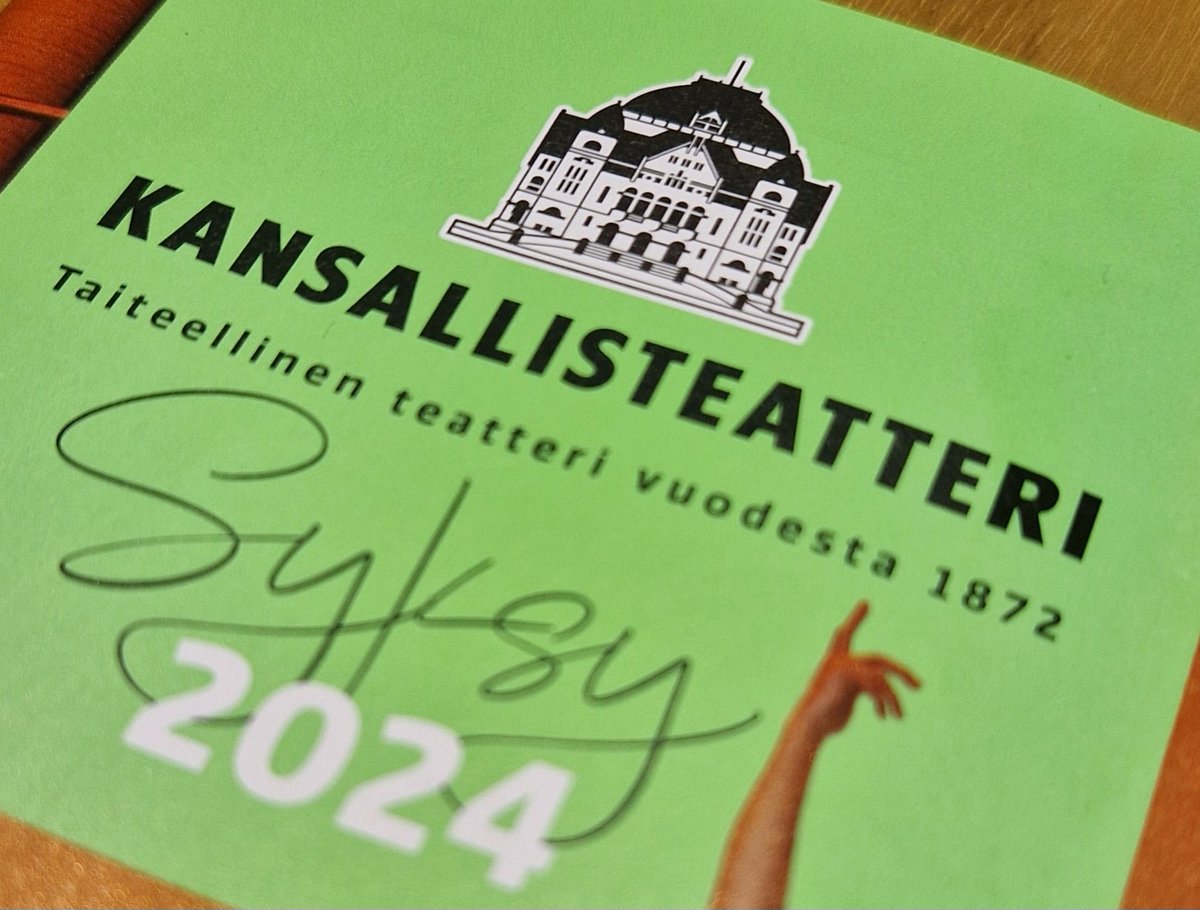 KANSALLISTEATTERI
Taiteellinen teatteri vuodesta 1872
Syksy
2024